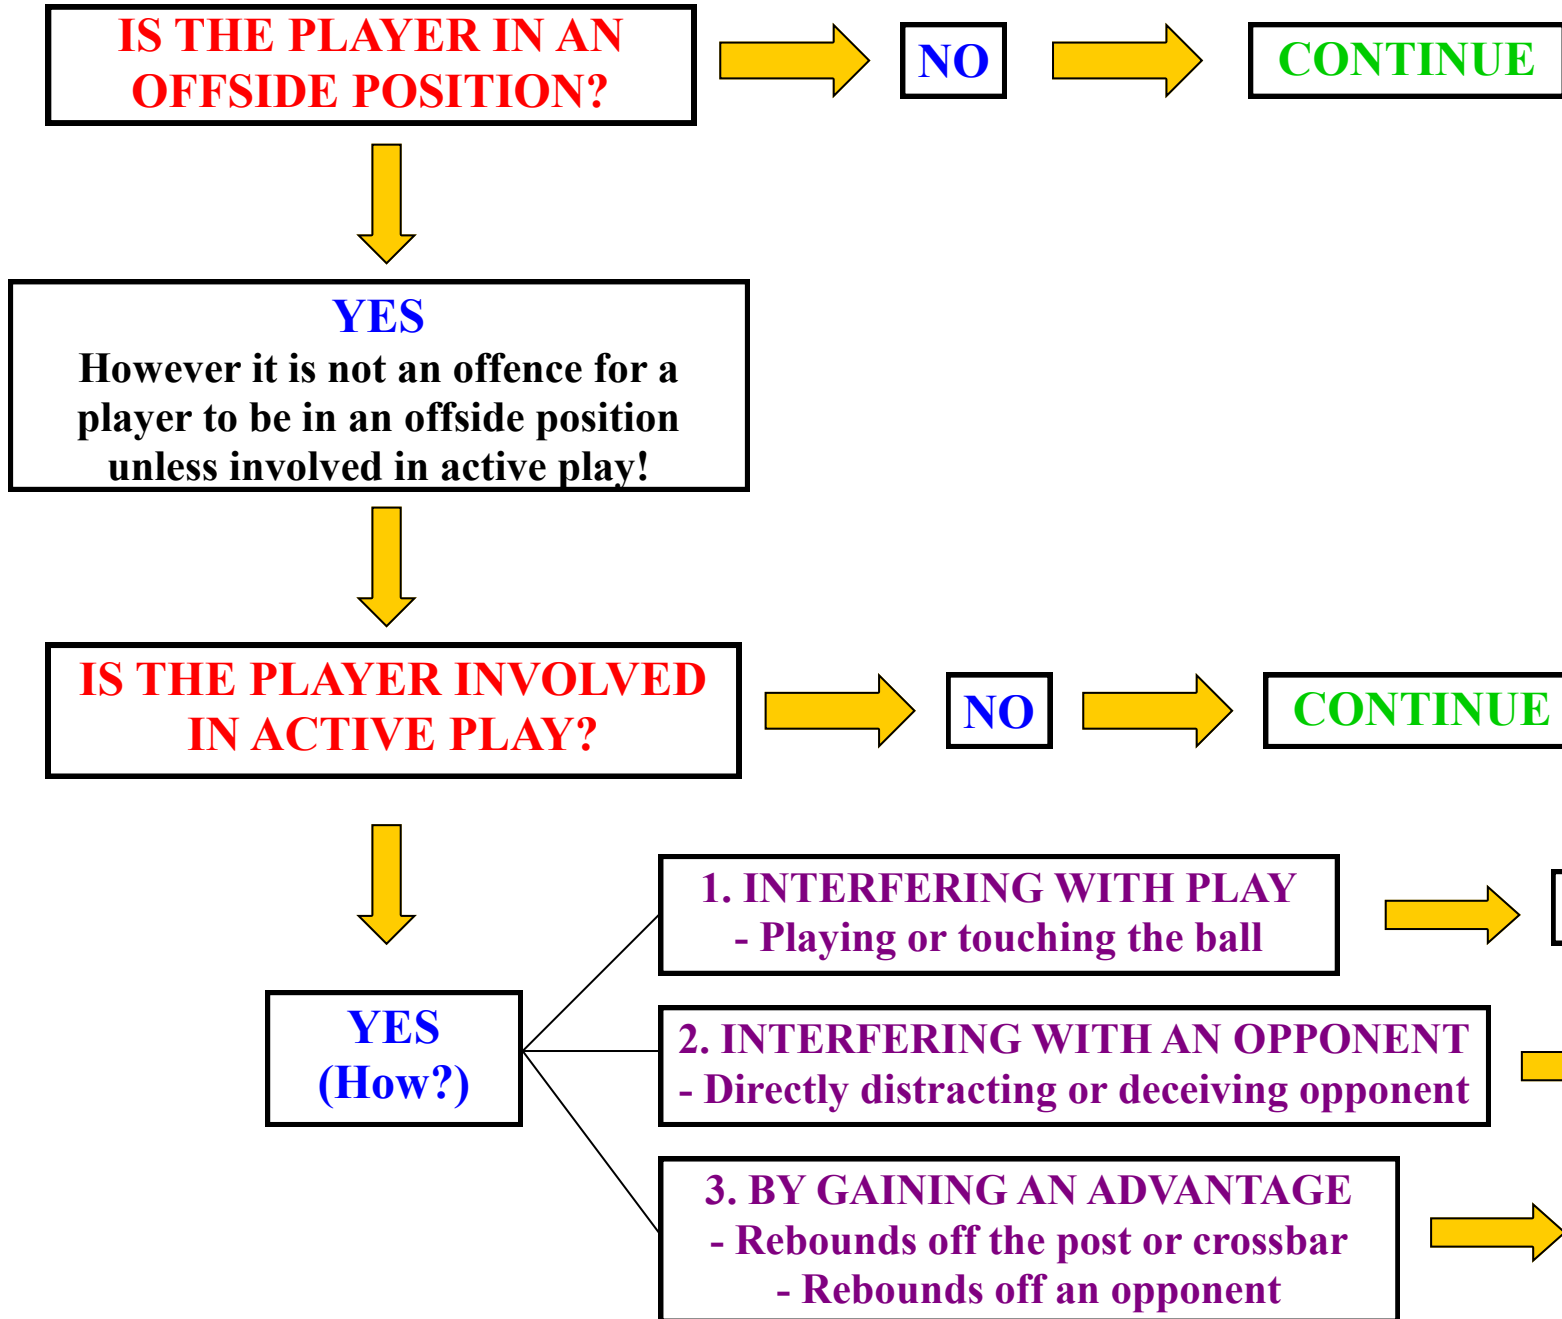 IS THE PLAYER IN AN
OFFSIDE POSITION?
NO
CONTINUE
YES
However it is not an offence for a
player to be in an offside position
unless involved in active play!
IS THE PLAYER INVOLVED
IN ACTIVE PLAY?
NO
CONTINUE
YES
(How?)
1. INTERFERING WITH PLAY
- Playing or touching the ball
2. INTERFERING WITH AN OPPONENT
- Directly distracting or deceiving opponent
3. BY GAINING AN ADVANTAGE
- Rebounds off the post or crossbar
- Rebounds off an opponent